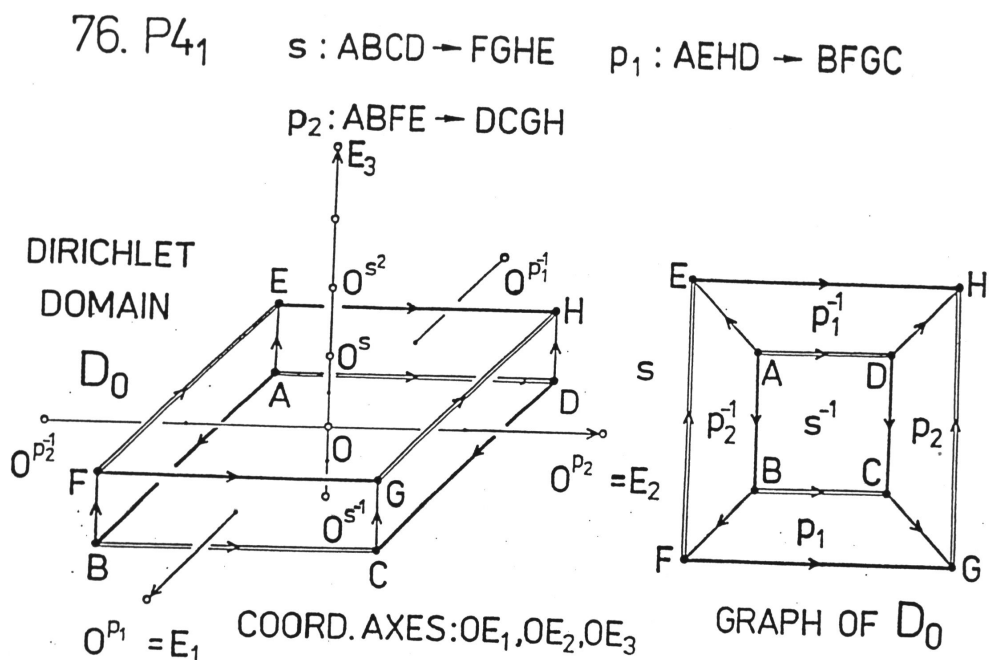 76. P4₁ s : ABCD → FGHE p₁ : AEHD → BFGC
p₂ : ABFE → DCGH
E₃
DIRICHLET
DOMAIN
D₀
E
O^{s²}
O^{p₁⁻¹}
H
O^s
A
D
O
O^{p₂⁻¹}
O^{p₂} = E₂
F
G
O^{s⁻¹}
B
C
O^{p₁} = E₁
COORD. AXES: OE₁, OE₂, OE₃
E
H
p₁⁻¹
s
A
D
p₂⁻¹
s⁻¹
p₂
B
C
p₁
F
G
GRAPH OF D₀